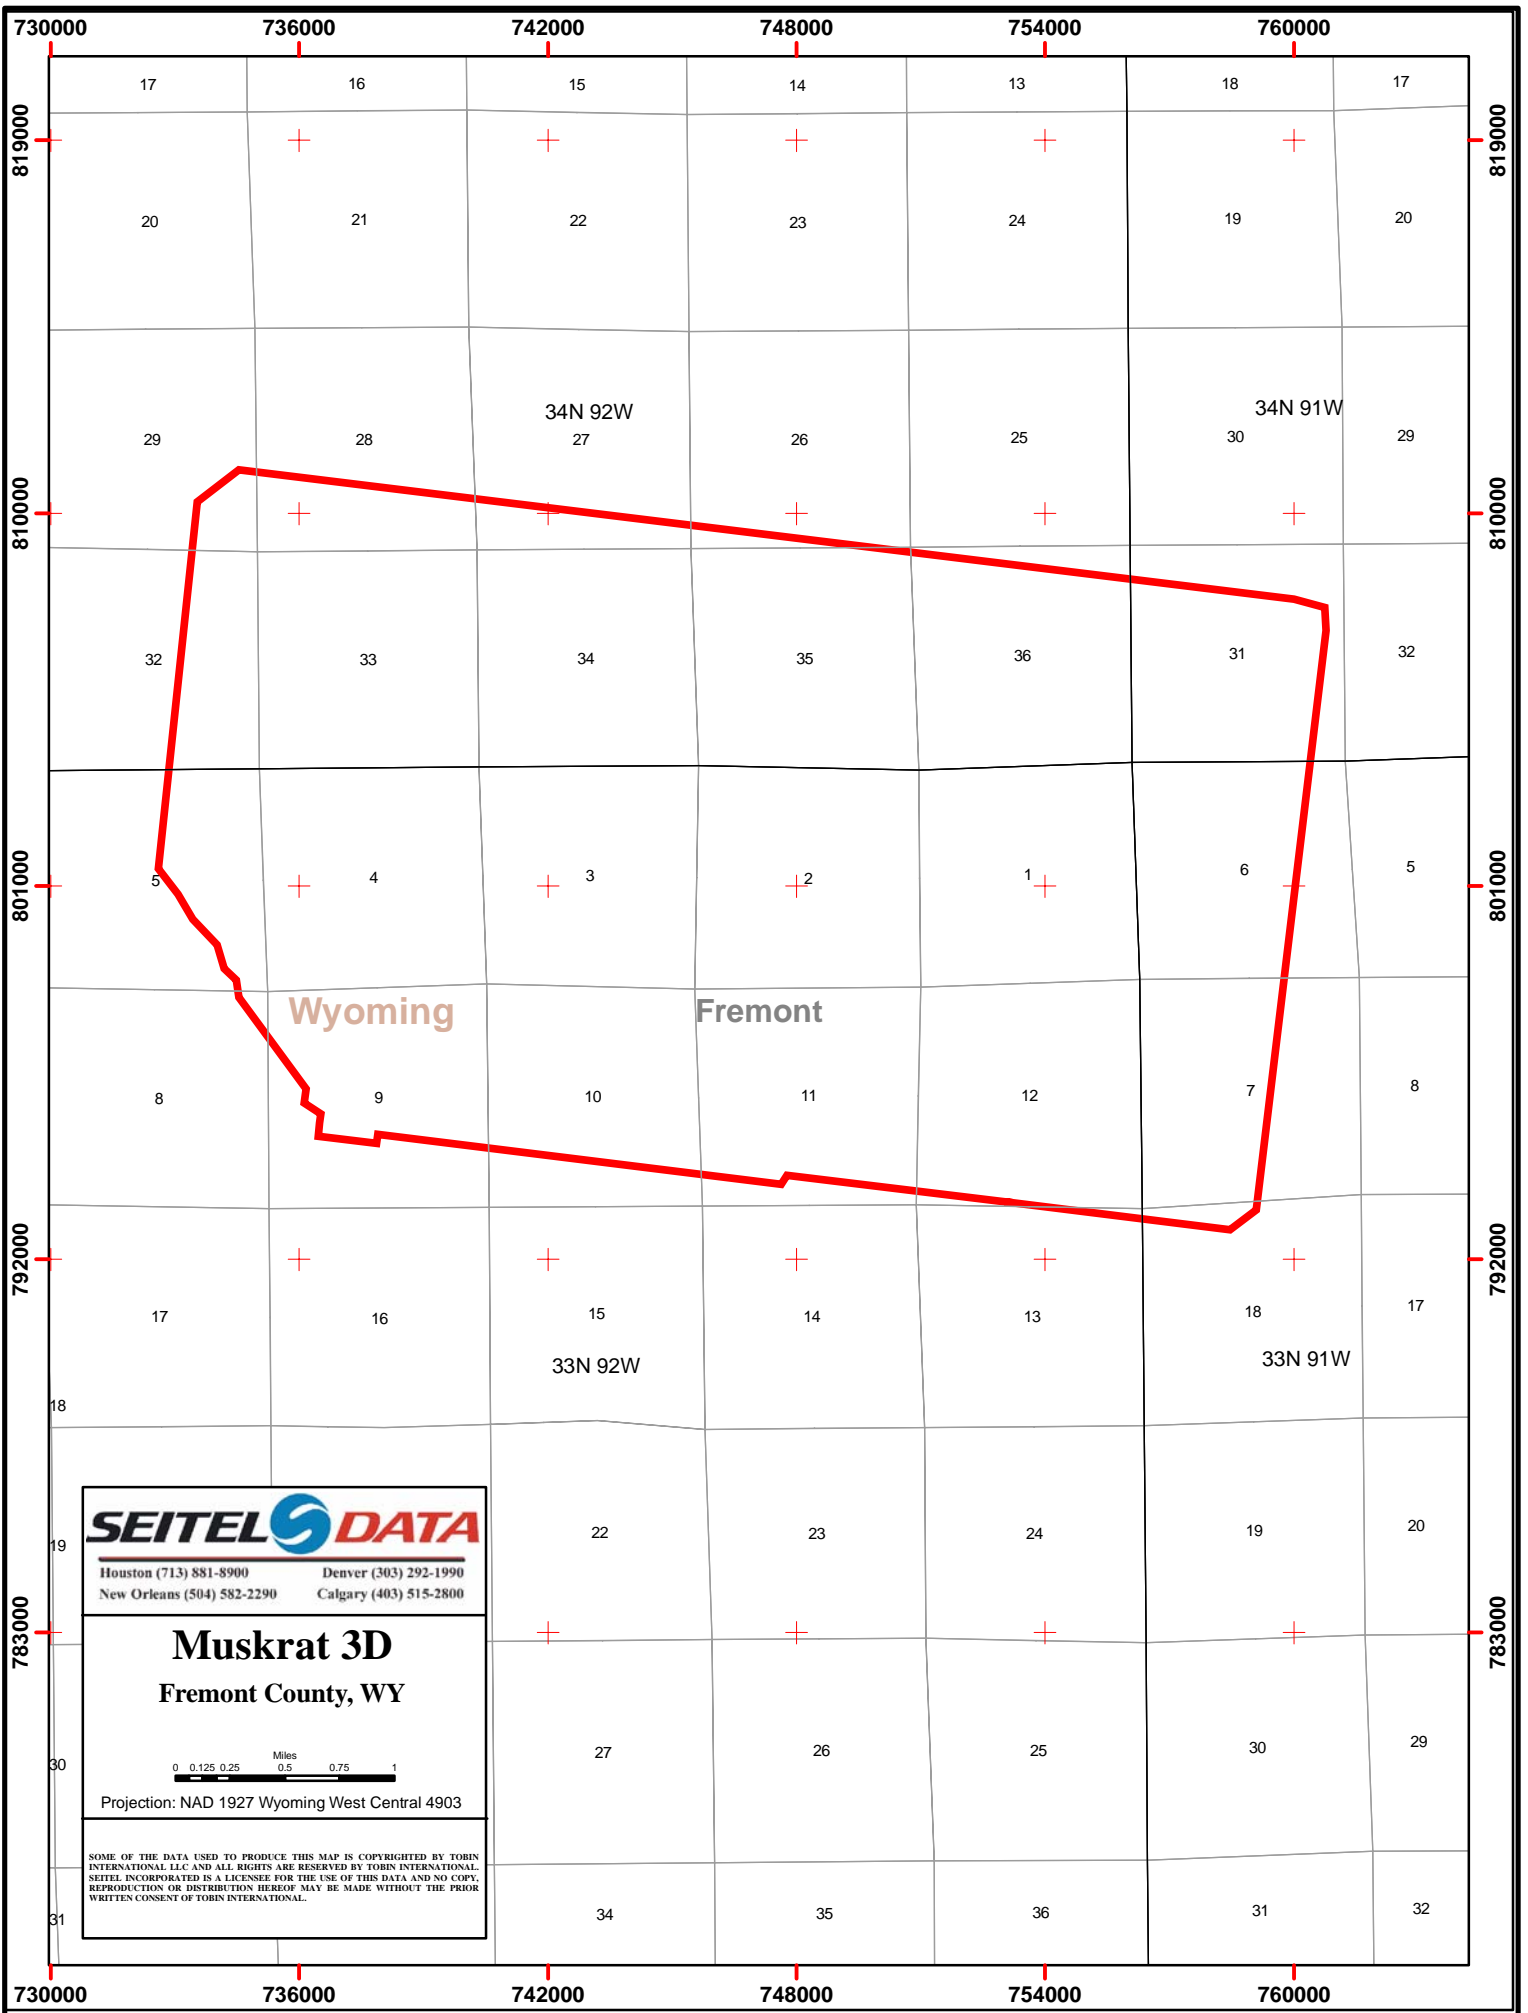 730000 736000 742000 748000 754000 760000
17 16 15 14 13 18 17
819000 819000
20 21 22 23 24 19 20
34N 92W 34N 91W
29 28 27 26 25 30 29
810000 810000
32 33 34 35 36 31 32
5 4 3 2 1 6 5
801000 801000
Wyoming Fremont
8 9 10 11 12 7 8
792000 792000
17 16 15 14 13 18 17
33N 92W 33N 91W
18
SEITEL DATA
19 22 23 24 19 20
Houston (713) 881-8900 Denver (303) 292-1990
New Orleans (504) 582-2290 Calgary (403) 515-2800
783000 783000
Muskrat 3D
Fremont County, WY
30 27 26 25 30 29
Miles
0 0.125 0.25 0.5 0.75 1
Projection: NAD 1927 Wyoming West Central 4903
SOME OF THE DATA USED TO PRODUCE THIS MAP IS COPYRIGHTED BY TOBIN
INTERNATIONAL LLC AND ALL RIGHTS ARE RESERVED BY TOBIN INTERNATIONAL.
SEITEL INCORPORATED IS A LICENSEE FOR THE USE OF THIS DATA AND NO COPY,
REPRODUCTION OR DISTRIBUTION HEREOF MAY BE MADE WITHOUT THE PRIOR
WRITTEN CONSENT OF TOBIN INTERNATIONAL.
31 34 35 36 31 32
730000 736000 742000 748000 754000 760000